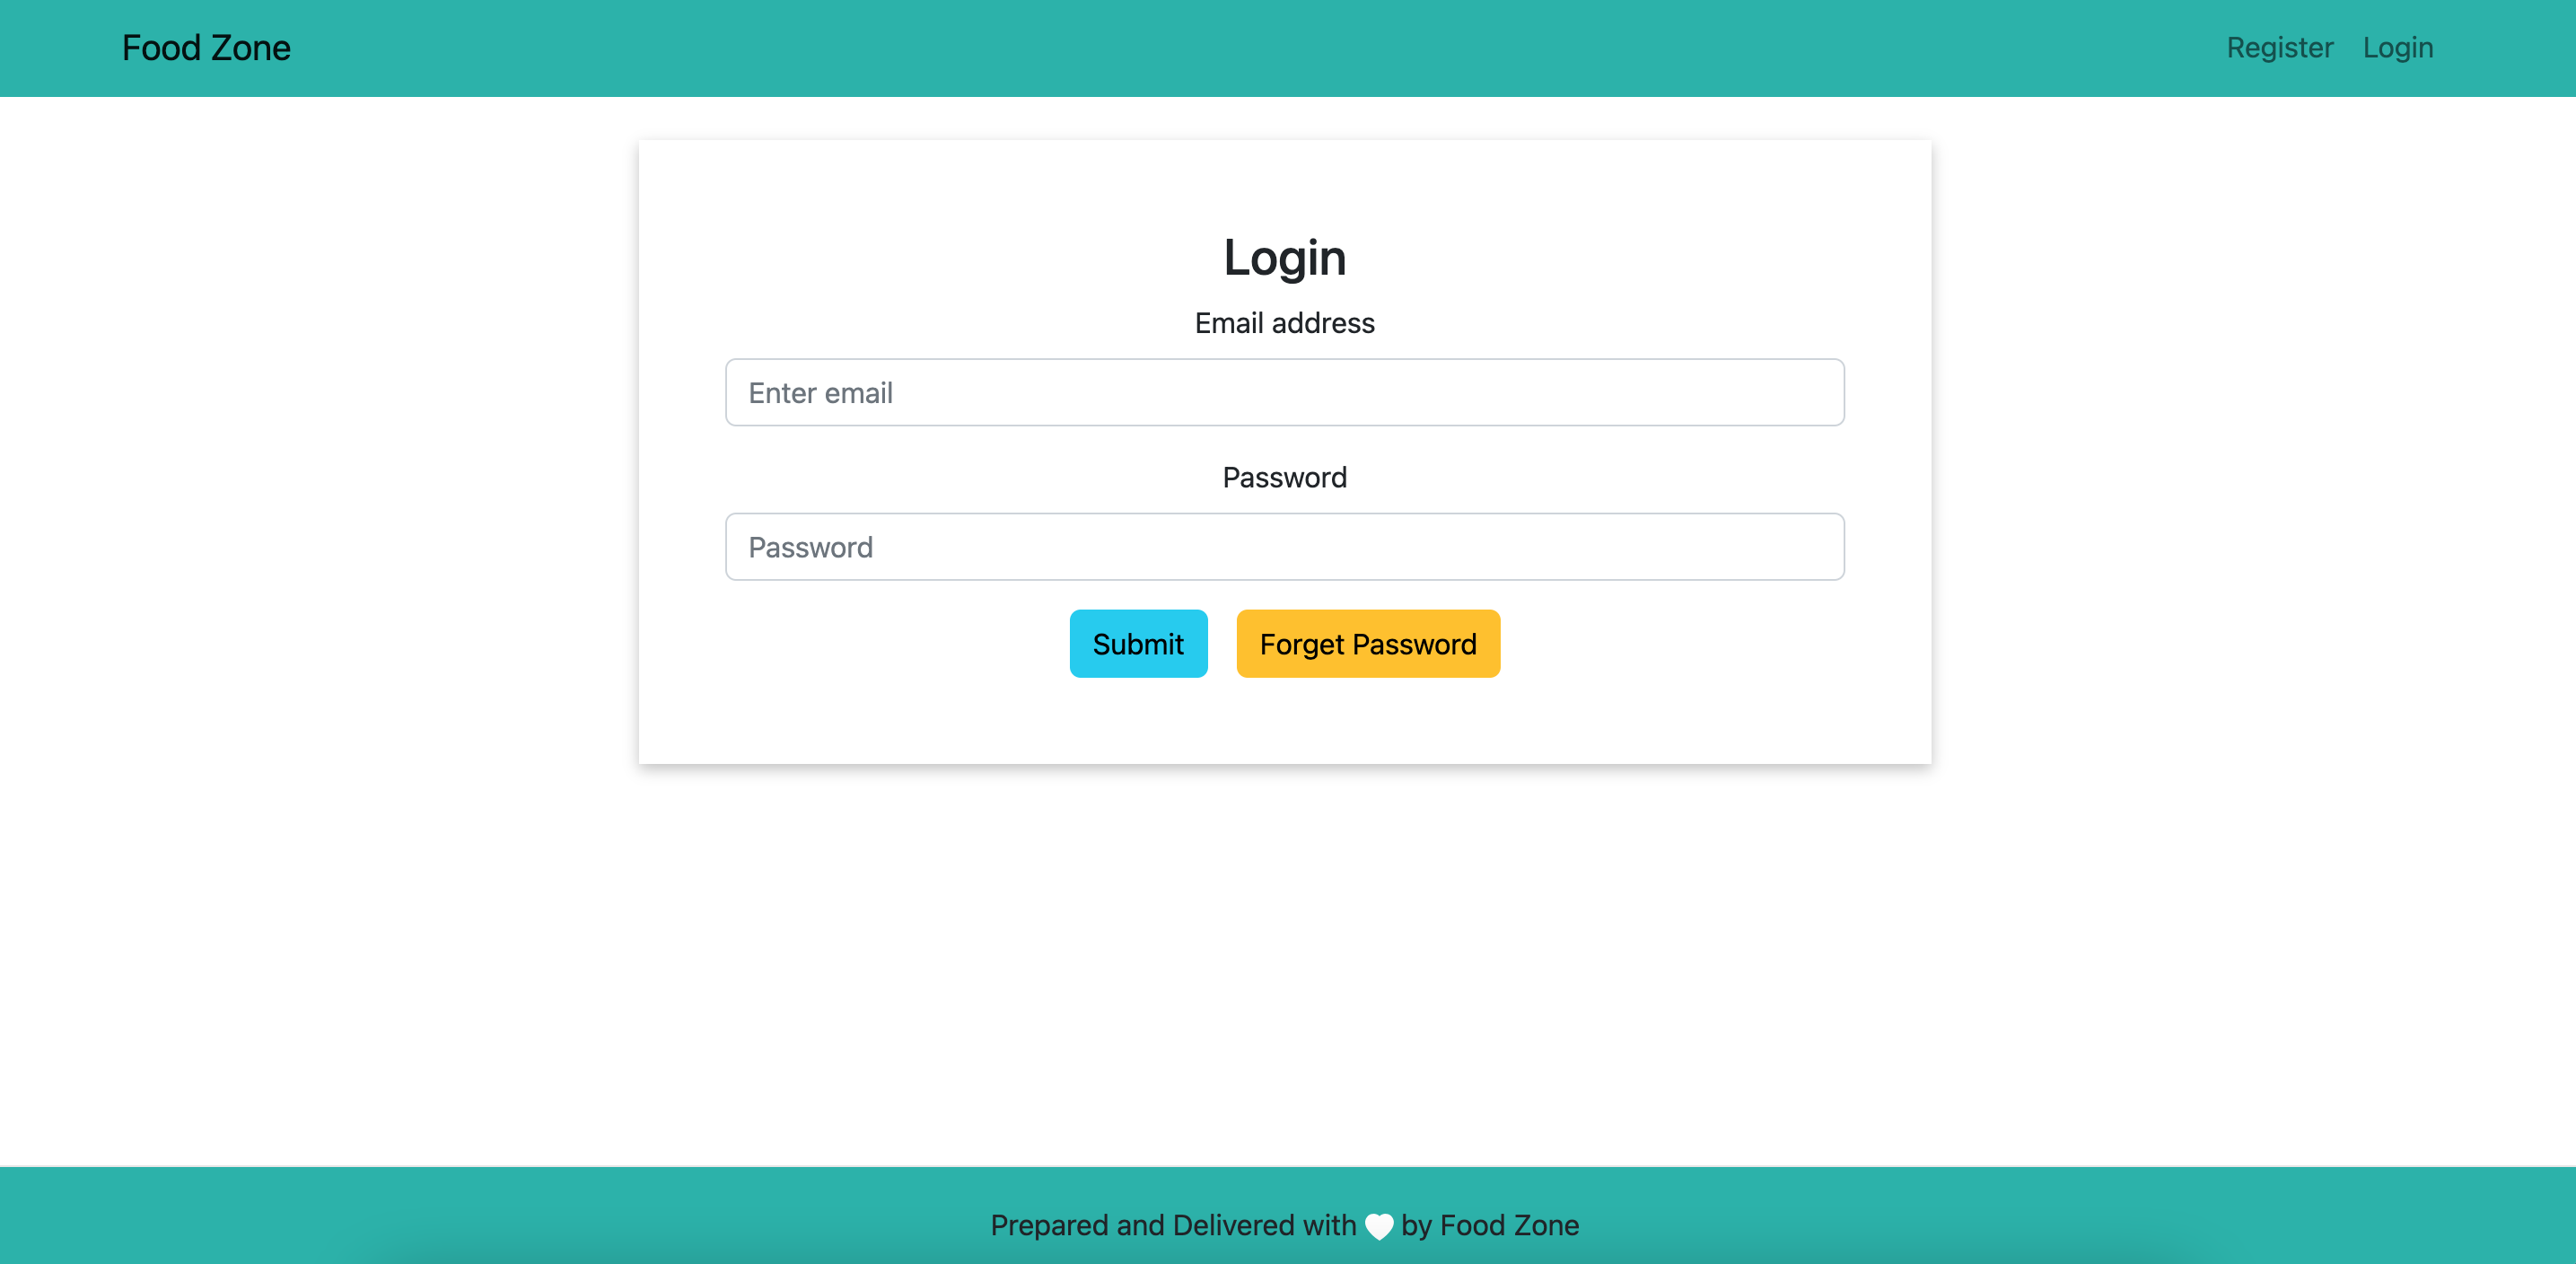 Food Zone
Register Login
Login
Email address
Enter email
Password
Password
Submit Forget Password
Prepared and Delivered with 🤍 by Food Zone